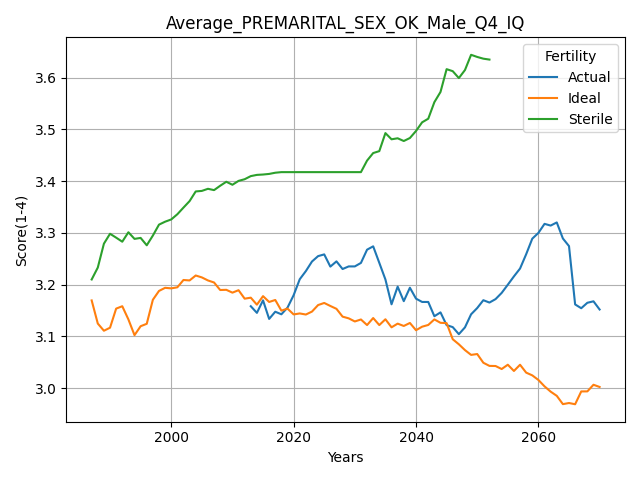 Average_PREMARITAL_SEX_OK_Male_Q4_IQ
Fertility
Actual
Ideal
Sterile
Score(1-4)
3.6
3.5
3.4
3.3
3.2
3.1
3.0
2000
2020
2040
2060
Years